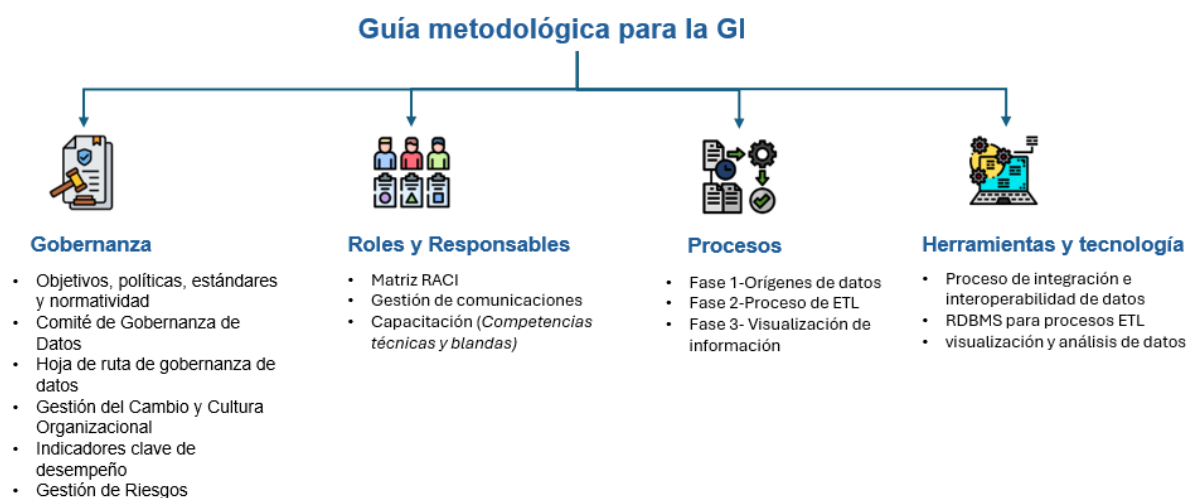 Guía metodológica para la GI
Gobernanza
• Objetivos, políticas, estándares
y normatividad
• Comité de Gobernanza de
Datos
• Hoja de ruta de gobernanza de
datos
• Gestión del Cambio y Cultura
Organizacional
• Indicadores clave de
desempeño
• Gestión de Riesgos
Roles y Responsables
• Matriz RACI
• Gestión de comunicaciones
• Capacitación (Competencias
técnicas y blandas)
Procesos
• Fase 1-Orígenes de datos
• Fase 2-Proceso de ETL
• Fase 3- Visualización de
información
Herramientas y tecnología
• Proceso de integración e
interoperabilidad de datos
• RDBMS para procesos ETL
• visualización y análisis de datos